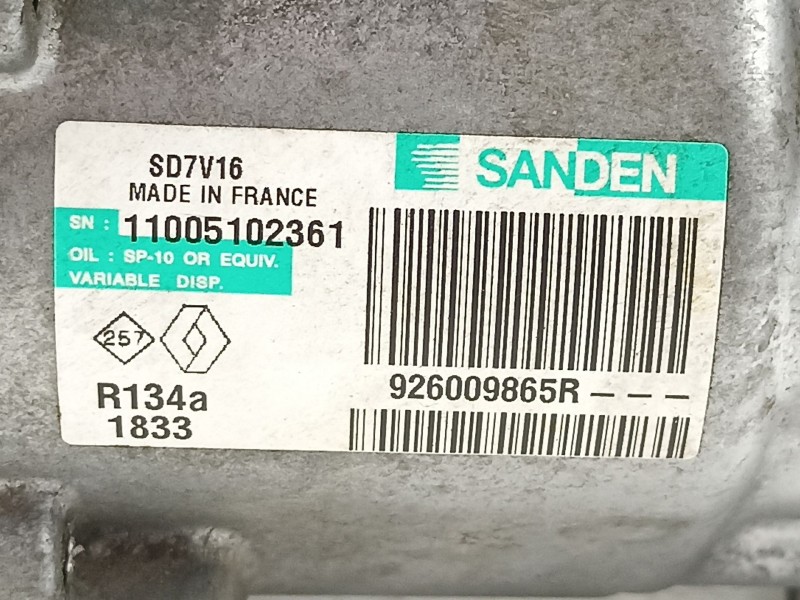 SANDEN
SD7V16
MADE IN FRANCE
SN : 11005102361
OIL : SP-10 OR EQUIV.
VARIABLE DISP.
257
R134a
1833
926009865R---